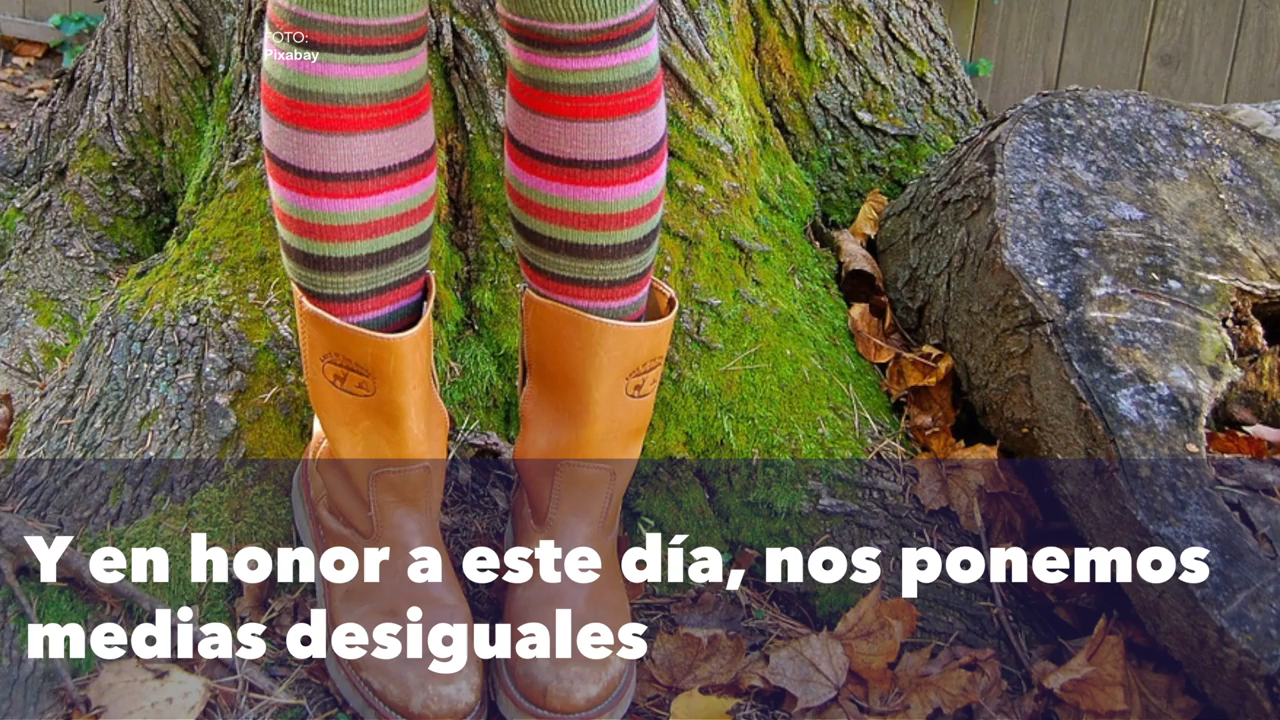 FOTO:
Pixabay
Y en honor a este día, nos ponemos
medias desiguales